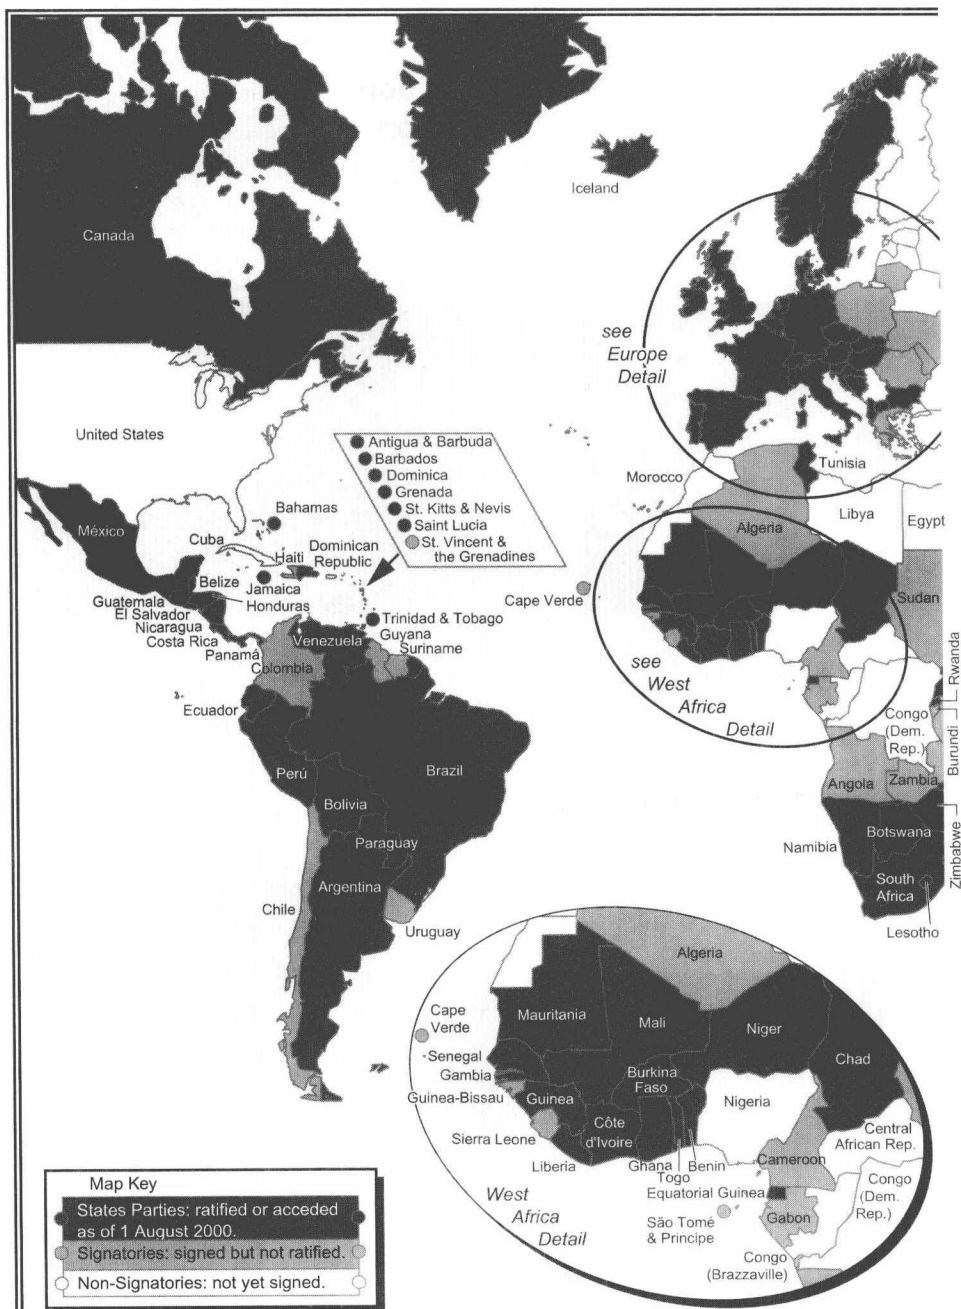 Iceland
Canada
see
Europe
Detail
United States
Antigua & Barbuda
Barbados
Dominica
Grenada
St. Kitts & Nevis
Saint Lucia
St. Vincent &
the Grenadines
Morocco
Tunisia
Algeria
Libya
Egypt
México
Bahamas
Cuba
Haiti
Dominican
Republic
Belize
Jamaica
Honduras
Guatemala
El Salvador
Nicaragua
Costa Rica
Panamá
Trinidad & Tobago
Guyana
Suriname
Venezuela
Colombia
Cape Verde
Sudan
see
West
Africa
Detail
Ecuador
Congo
(Dem.
Rep.)
Rwanda
Burundi
Perú
Brazil
Bolivia
Angola
Zambia
Paraguay
Namibia
Botswana
Zimbabwe
Argentina
South
Africa
Chile
Uruguay
Lesotho
Algeria
Cape
Verde
Mauritania
Mali
Niger
Chad
Senegal
Gambia
Guinea-Bissau
Guinea
Burkina
Faso
Nigeria
Sierra Leone
Côte
d'Ivoire
Central
African Rep.
Liberia
Ghana
Togo
Benin
Cameroon
Equatorial Guinea
Congo
(Dem.
Rep.)
West
Africa
Detail
São Tomé
& Principe
Gabon
Congo
(Brazzaville)
Map Key
States Parties: ratified or acceded
as of 1 August 2000.
Signatories: signed but not ratified.
Non-Signatories: not yet signed.